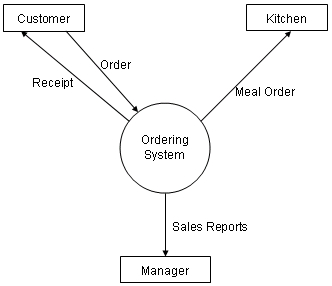 Customer
Kitchen
Order
Receipt
Meal Order
Ordering
System
Sales Reports
Manager